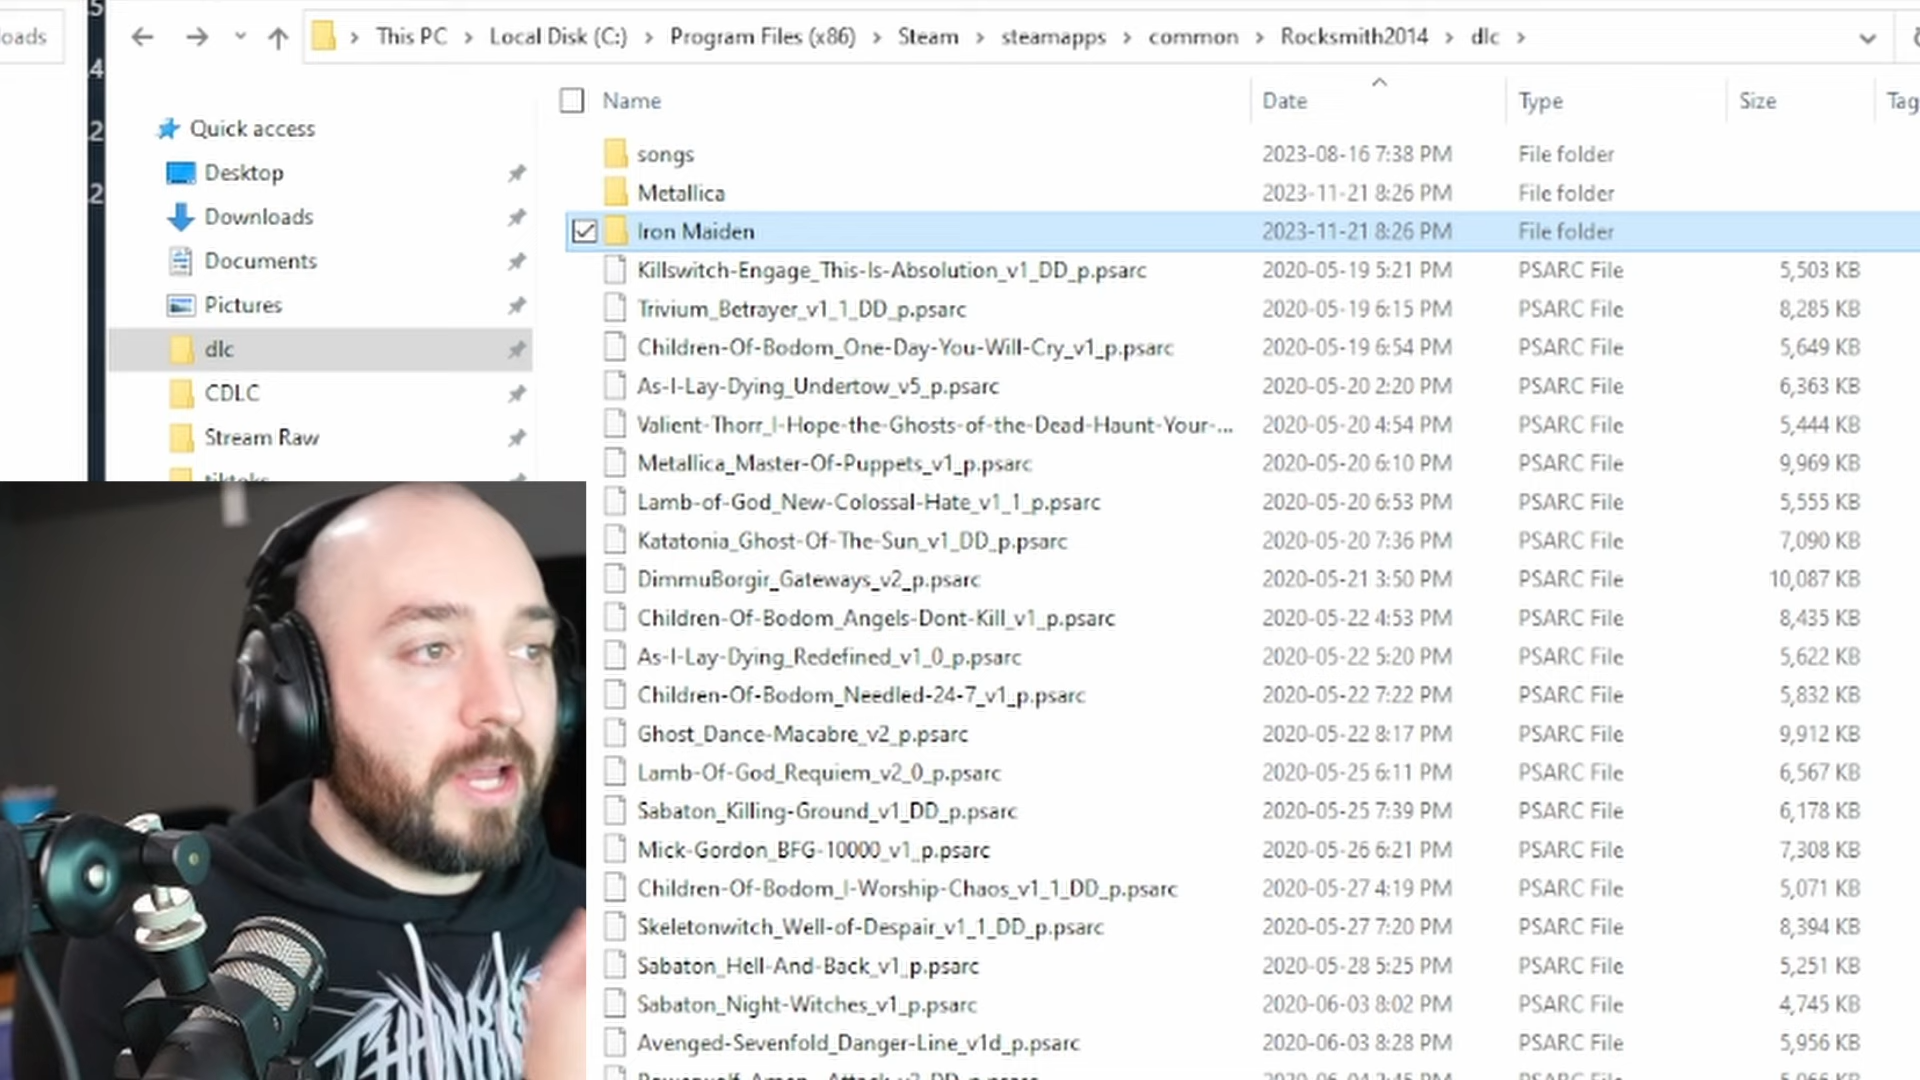 oads
This PC > Local Disk (C:) > Program Files (x86) > Steam > steamapps > common > Rocksmith2014 > dlc >
Name Date Type Size Tag
Quick access
Desktop
Downloads
Documents
Pictures
dlc
CDLC
Stream Raw
tiktoks
songs 2023-08-16 7:38 PM File folder
Metallica 2023-11-21 8:26 PM File folder
Iron Maiden 2023-11-21 8:26 PM File folder
Killswitch-Engage_This-Is-Absolution_v1_DD_p.psarc 2020-05-19 5:21 PM PSARC File 5,503 KB
Trivium_Betrayer_v1_1_DD_p.psarc 2020-05-19 6:15 PM PSARC File 8,285 KB
Children-Of-Bodom_One-Day-You-Will-Cry_v1_p.psarc 2020-05-19 6:54 PM PSARC File 5,649 KB
As-I-Lay-Dying_Undertow_v5_p.psarc 2020-05-20 2:20 PM PSARC File 6,363 KB
Valient-Thorr_I-Hope-the-Ghosts-of-the-Dead-Haunt-Your-... 2020-05-20 4:54 PM PSARC File 5,444 KB
Metallica_Master-Of-Puppets_v1_p.psarc 2020-05-20 6:10 PM PSARC File 9,969 KB
Lamb-of-God_New-Colossal-Hate_v1_1_p.psarc 2020-05-20 6:53 PM PSARC File 5,555 KB
Katatonia_Ghost-Of-The-Sun_v1_DD_p.psarc 2020-05-20 7:36 PM PSARC File 7,090 KB
DimmuBorgir_Gateways_v2_p.psarc 2020-05-21 3:50 PM PSARC File 10,087 KB
Children-Of-Bodom_Angels-Dont-Kill_v1_p.psarc 2020-05-22 4:53 PM PSARC File 8,435 KB
As-I-Lay-Dying_Redefined_v1_0_p.psarc 2020-05-22 5:20 PM PSARC File 5,622 KB
Children-Of-Bodom_Needled-24-7_v1_p.psarc 2020-05-22 7:22 PM PSARC File 5,832 KB
Ghost_Dance-Macabre_v2_p.psarc 2020-05-22 8:17 PM PSARC File 9,912 KB
Lamb-Of-God_Requiem_v2_0_p.psarc 2020-05-25 6:11 PM PSARC File 6,567 KB
Sabaton_Killing-Ground_v1_DD_p.psarc 2020-05-25 7:39 PM PSARC File 6,178 KB
Mick-Gordon_BFG-10000_v1_p.psarc 2020-05-26 6:21 PM PSARC File 7,308 KB
Children-Of-Bodom_I-Worship-Chaos_v1_1_DD_p.psarc 2020-05-27 4:19 PM PSARC File 5,071 KB
Skeletonwitch_Well-of-Despair_v1_1_DD_p.psarc 2020-05-27 7:20 PM PSARC File 8,394 KB
Sabaton_Hell-And-Back_v1_p.psarc 2020-05-28 5:25 PM PSARC File 5,251 KB
Sabaton_Night-Witches_v1_p.psarc 2020-06-03 8:02 PM PSARC File 4,745 KB
Avenged-Sevenfold_Danger-Line_v1d_p.psarc 2020-06-03 8:28 PM PSARC File 5,956 KB